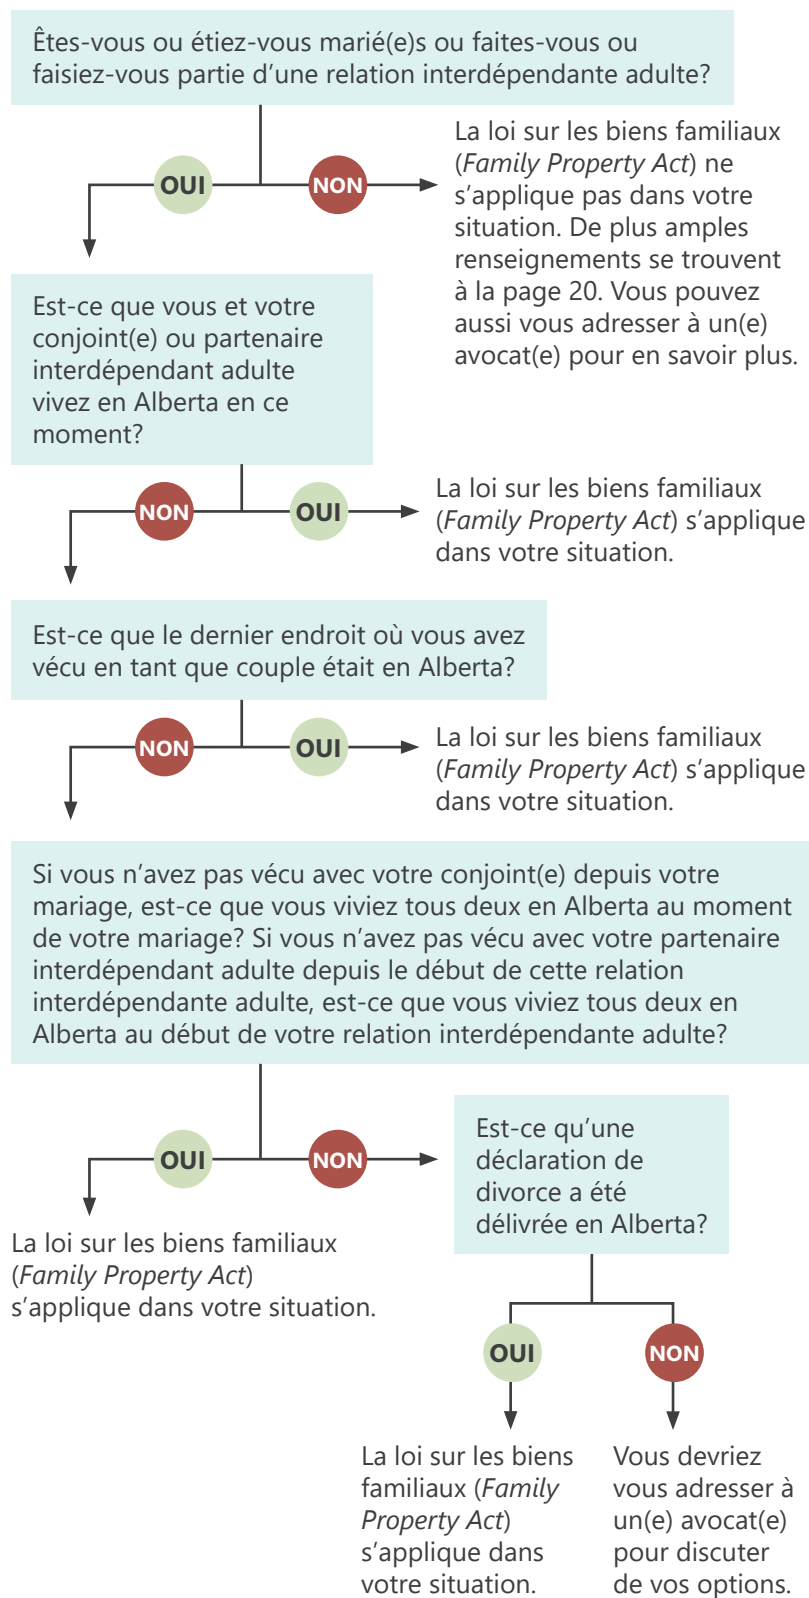 Êtes-vous ou étiez-vous marié(e)s ou faites-vous ou
faisiez-vous partie d’une relation interdépendante adulte?
OUI
NON
La loi sur les biens familiaux
(Family Property Act) ne
s’applique pas dans votre
situation. De plus amples
renseignements se trouvent
à la page 20. Vous pouvez
aussi vous adresser à un(e)
avocat(e) pour en savoir plus.
Est-ce que vous et votre
conjoint(e) ou partenaire
interdépendant adulte
vivez en Alberta en ce
moment?
NON
OUI
La loi sur les biens familiaux
(Family Property Act) s’applique
dans votre situation.
Est-ce que le dernier endroit où vous avez
vécu en tant que couple était en Alberta?
NON
OUI
La loi sur les biens familiaux
(Family Property Act) s’applique
dans votre situation.
Si vous n’avez pas vécu avec votre conjoint(e) depuis votre
mariage, est-ce que vous viviez tous deux en Alberta au moment
de votre mariage? Si vous n’avez pas vécu avec votre partenaire
interdépendant adulte depuis le début de cette relation
interdépendante adulte, est-ce que vous viviez tous deux en
Alberta au début de votre relation interdépendante adulte?
OUI
NON
La loi sur les biens familiaux
(Family Property Act)
s’applique dans votre situation.
Est-ce qu’une
déclaration de
divorce a été
délivrée en Alberta?
OUI
NON
La loi sur les biens
familiaux (Family
Property Act)
s’applique dans
votre situation.
Vous devriez
vous adresser à
un(e) avocat(e)
pour discuter
de vos options.